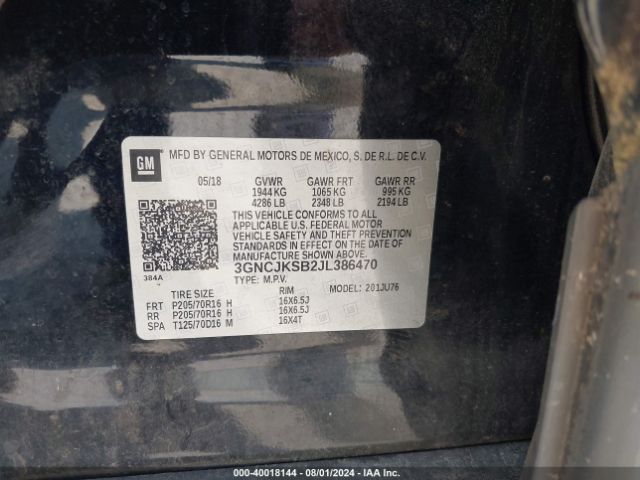 GM
MFD BY GENERAL MOTORS DE MEXICO, S. DE R.L. DE C.V.
05/18 GVWR GAWR FRT GAWR RR
1944 KG 1065 KG 995 KG
4286 LB 2348 LB 2194 LB
THIS VEHICLE CONFORMS TO ALL
APPLICABLE U.S. FEDERAL MOTOR
VEHICLE SAFETY AND THEFT PREVENTION
STANDARDS IN EFFECT ON THE DATE OF
MANUFACTURE SHOWN ABOVE.
384A 3GNCJKSB2JL386470
TYPE: M.P.V. MODEL: 201JU76
TIRE SIZE RIM
FRT P205/70R16 H 16X6.5J
RR P205/70R16 H 16X6.5J
SPA T125/70D16 M 16X4T
000-40018144 - 08/01/2024 - IAA Inc.